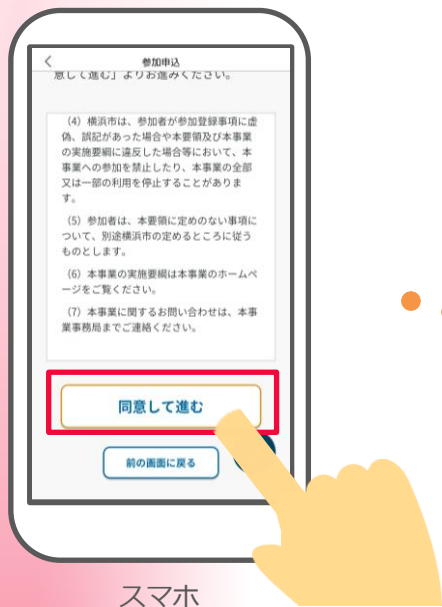 参加申込
意して進む」よりお進みください。
(4) 横浜市は、参加者が参加登録事項に虚
偽、誤記があった場合や本要領及び本事業
の実施要綱に違反した場合等において、本
事業への参加を禁止したり、本事業の全部
又は一部の利用を停止することがありま
す。
(5) 参加者は、本要領に定めのない事項に
ついて、別途横浜市の定めるところに従う
ものとします。
(6) 本事業の実施要綱は本事業のホームペ
ージをご覧ください。
(7) 本事業に関するお問い合わせは、本事
業事務局までご連絡ください。
同意して進む
前の画面に戻る
スマホ